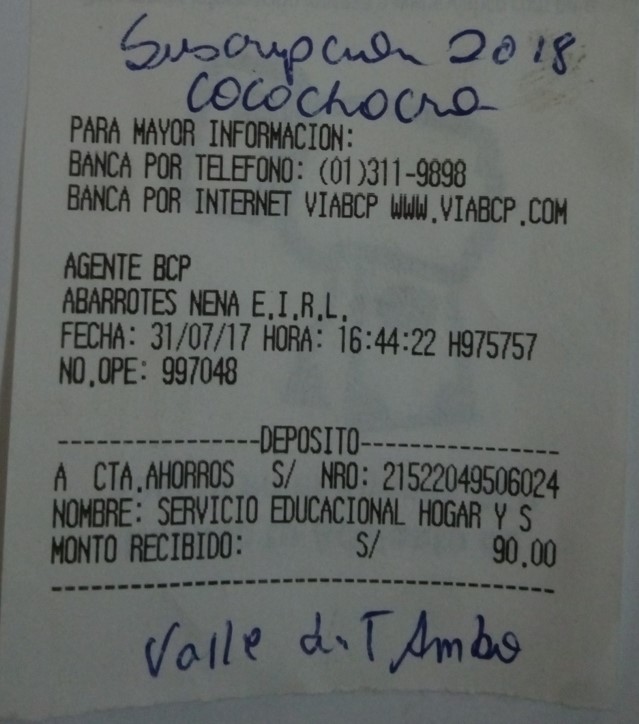 Suscripción 2018
COCOCHOCRA
PARA MAYOR INFORMACION:
BANCA POR TELEFONO: (01)311-9898
BANCA POR INTERNET VIABCP WWW.VIABCP.COM
AGENTE BCP
ABARROTES NENA E.I.R.L.
FECHA: 31/07/17 HORA: 16:44:22 H975757
NO.OPE: 997048
----------------DEPOSITO----------------
A CTA.AHORROS S/ NRO: 21522049506024
NOMBRE: SERVICIO EDUCACIONAL HOGAR Y S
MONTO RECIBIDO: S/ 90.00
----------------------------------------
Valle de TAmbo